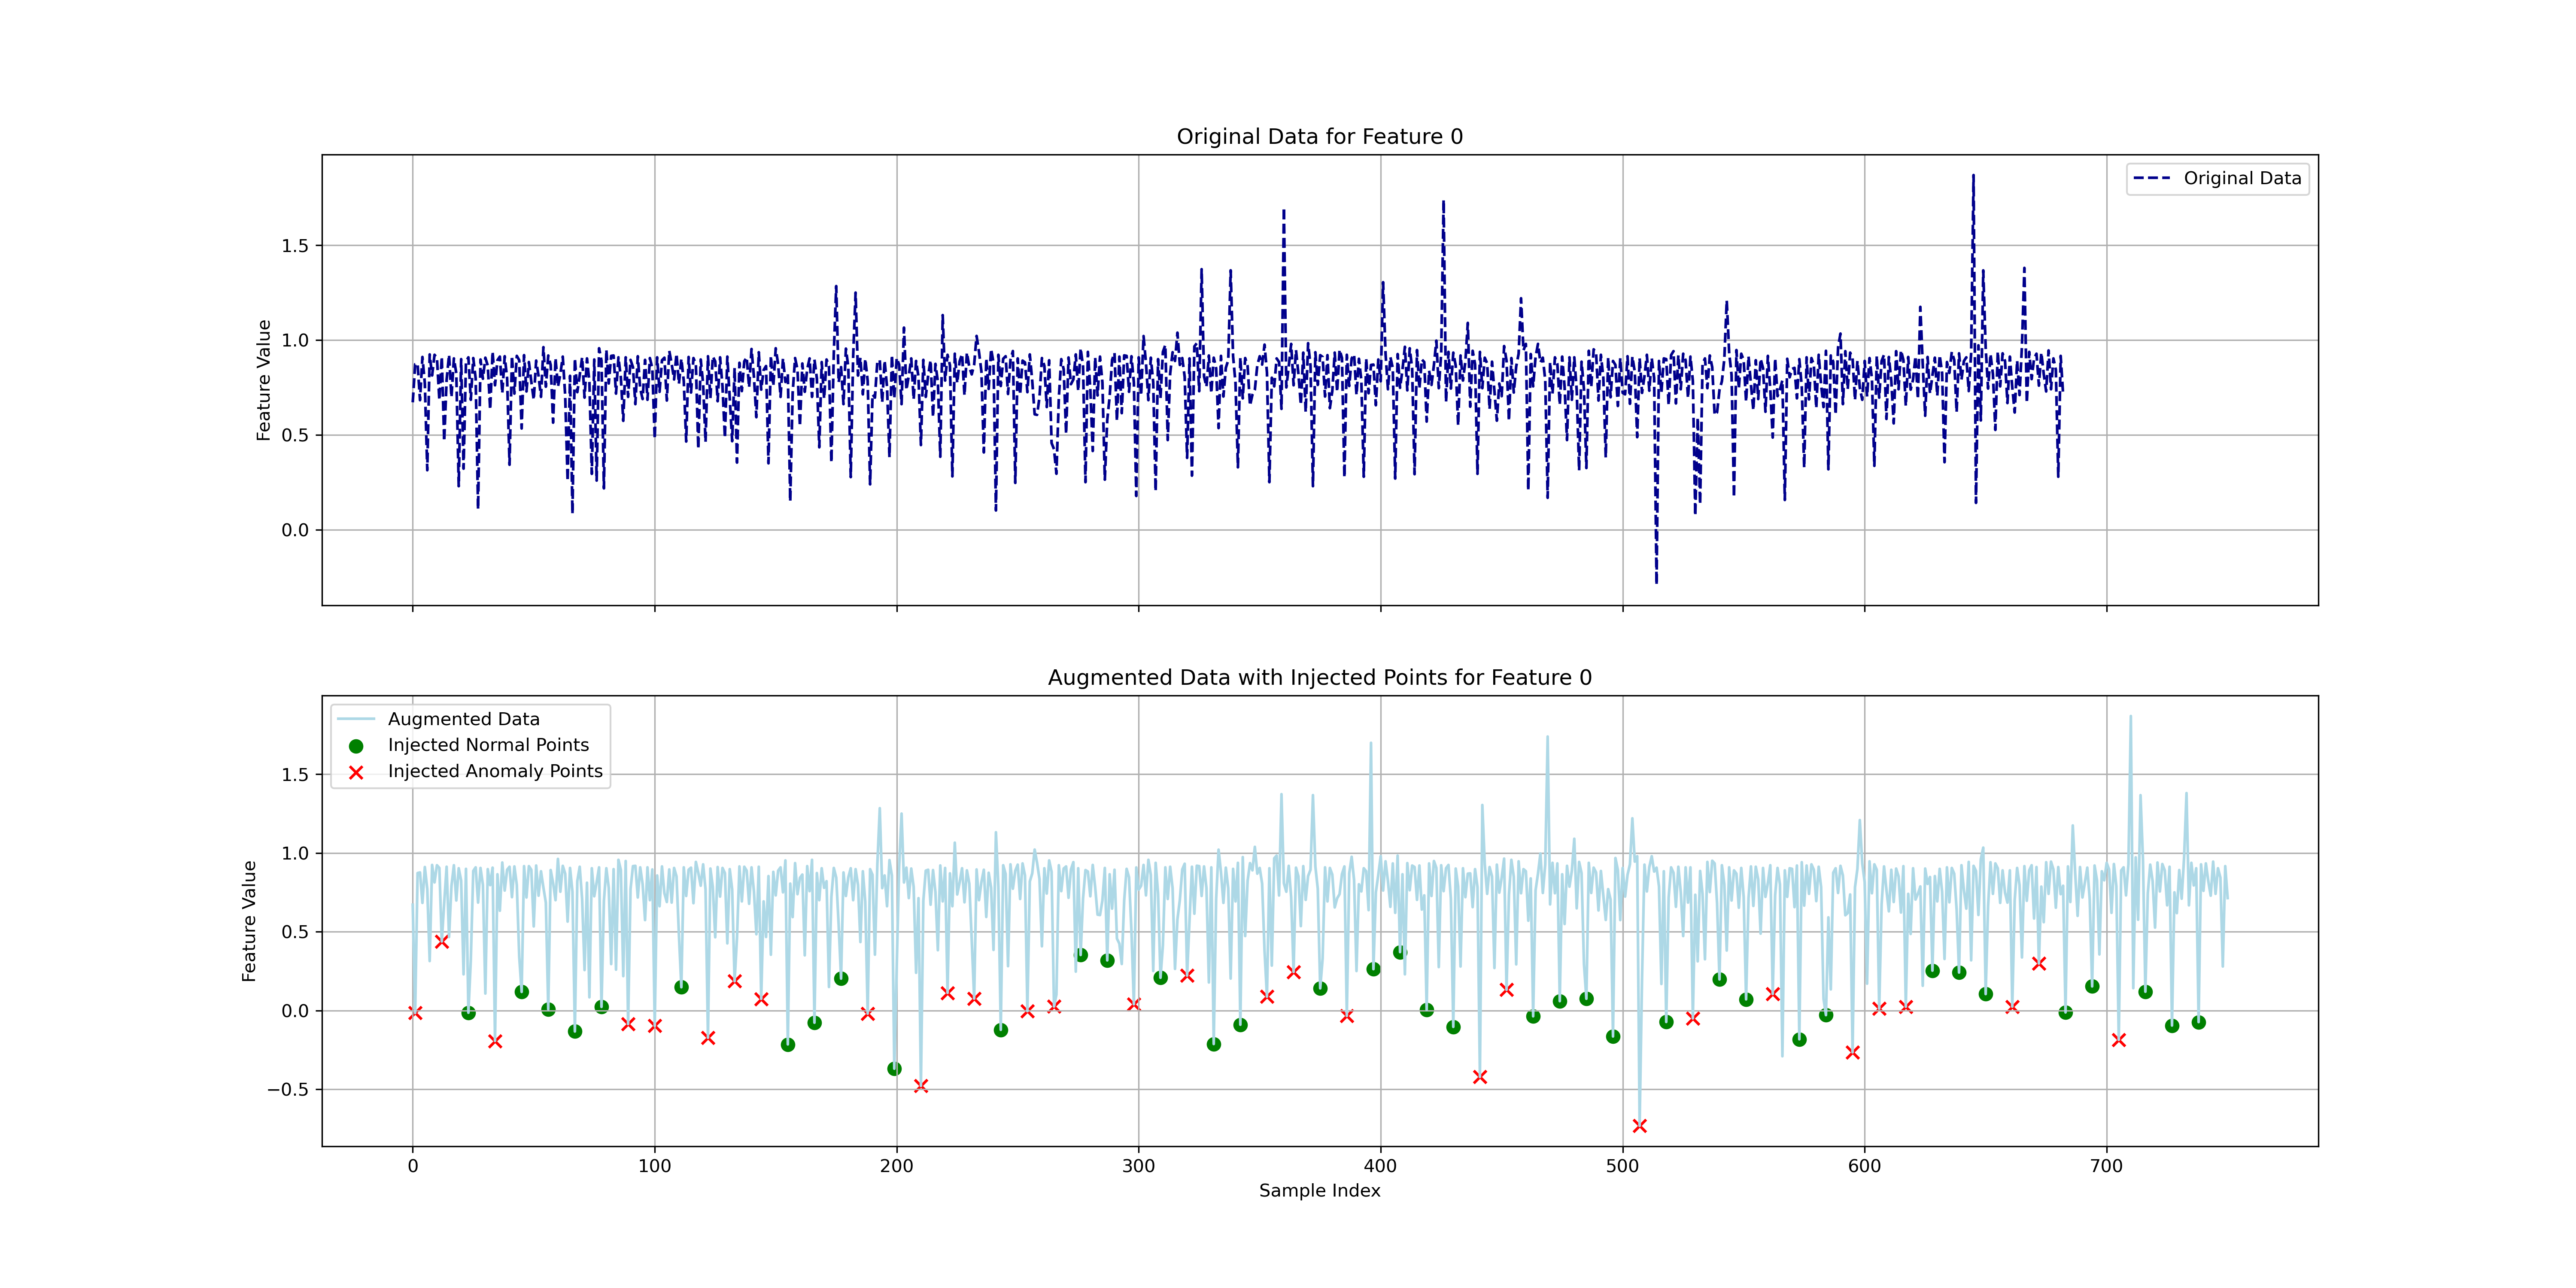 Original Data for Feature 0
Original Data
1.5
1.0
0.5
0.0
Feature Value
Augmented Data with Injected Points for Feature 0
Augmented Data
Injected Normal Points
Injected Anomaly Points
1.5
1.0
0.5
0.0
−0.5
Feature Value
0 100 200 300 400 500 600 700
Sample Index